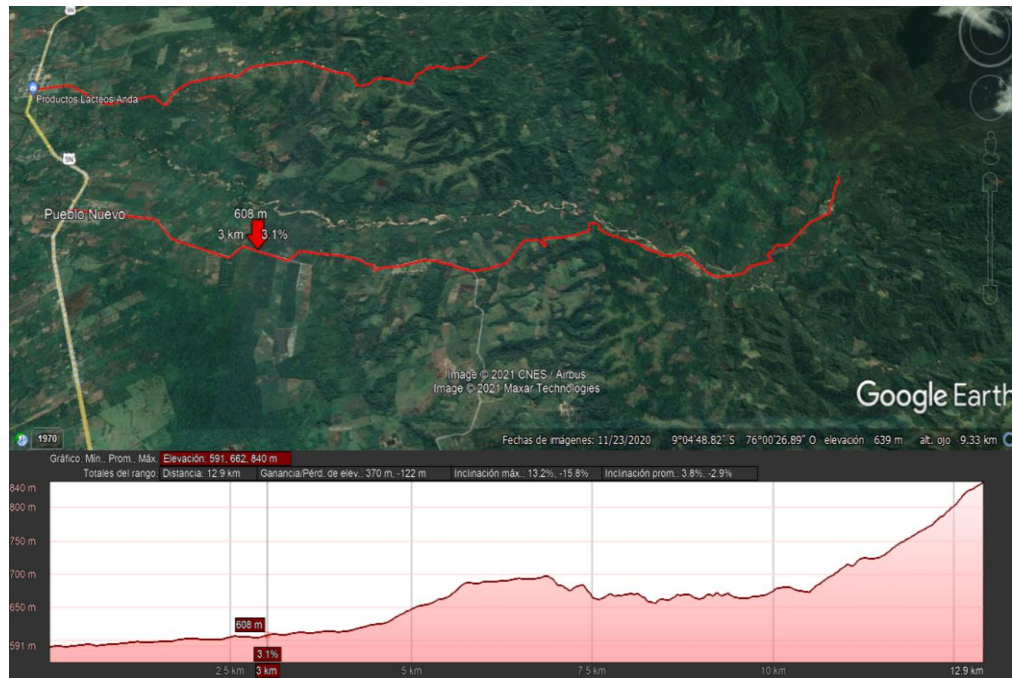 5N
Productos Lácteos Anda
5N
Pueblo Nuevo
608 m
3 km 3.1%
Image © 2021 CNES / Airbus
Image © 2021 Maxar Technologies
Google Earth
1970
Fechas de imágenes: 11/23/2020 9°04'48.82" S 76°00'26.89" O elevación 639 m alt. ojo 9.33 km
Gráfico: Mín., Prom., Máx. Elevación: 591, 662, 840 m
Totales del rango: Distancia: 12.9 km Ganancia/Pérd. de elev.: 370 m, -122 m Inclinación máx.: 13.2%, -15.8% Inclinación prom.: 3.8%, -2.9%
840 m
800 m
750 m
700 m
650 m
608 m
591 m
3.1%
2.5 km 3 km 5 km 7.5 km 10 km 12.9 km